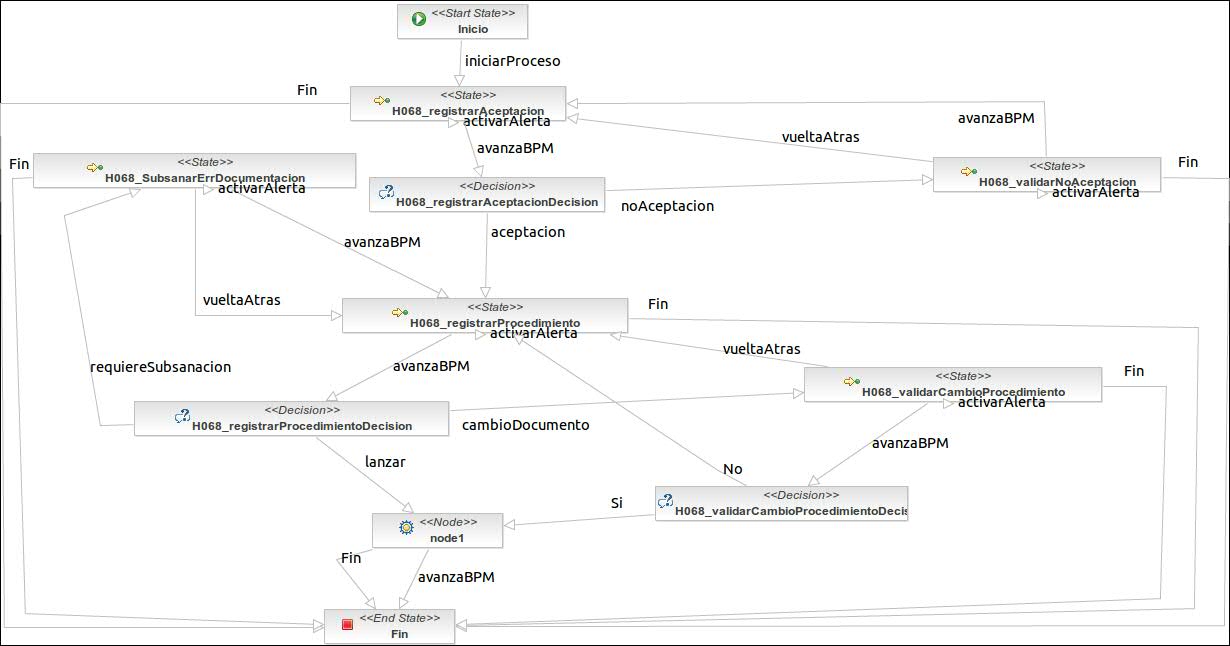 <<Start State>>
Inicio
iniciarProceso
Fin
<<State>>
H068_registrarAceptacion
activarAlerta
avanzaBPM
avanzaBPM
vueltaAtras
Fin
<<State>>
H068_SubsanarErrDocumentacion
activarAlerta
<<Decision>>
H068_registrarAceptacionDecision
noAceptacion
<<State>>
H068_validarNoAceptacion
activarAlerta
Fin
aceptacion
avanzaBPM
vueltaAtras
<<State>>
H068_registrarProcedimiento
activarAlerta
Fin
vueltaAtras
requiereSubsanacion
avanzaBPM
<<State>>
H068_validarCambioProcedimiento
activarAlerta
Fin
<<Decision>>
H068_registrarProcedimientoDecision
cambioDocumento
avanzaBPM
lanzar
No
<<Decision>>
H068_validarCambioProcedimientoDecis
Si
<<Node>>
node1
Fin
avanzaBPM
<<End State>>
Fin